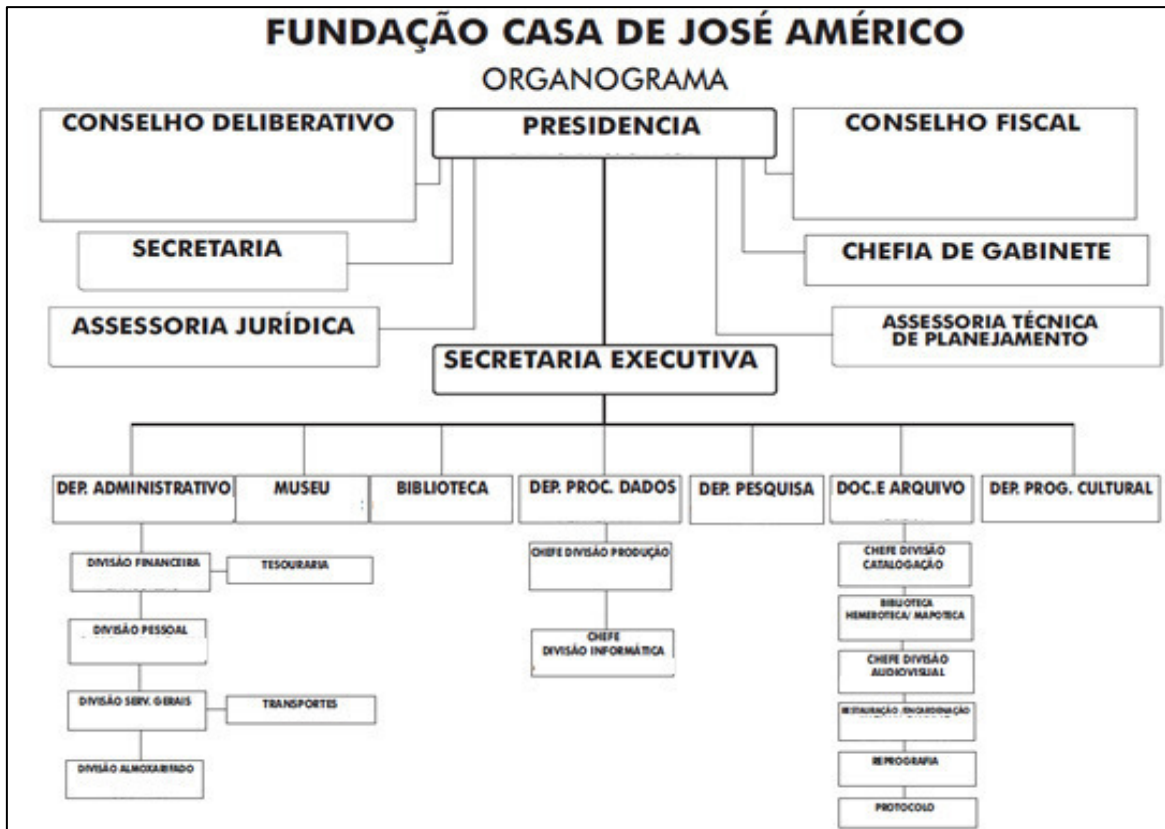 FUNDAÇÃO CASA DE JOSÉ AMÉRICO
ORGANOGRAMA
CONSELHO DELIBERATIVO
PRESIDENCIA
CONSELHO FISCAL
SECRETARIA
CHEFIA DE GABINETE
ASSESSORIA JURÍDICA
ASSESSORIA TÉCNICA
DE PLANEJAMENTO
SECRETARIA EXECUTIVA
DEP. ADMINISTRATIVO
MUSEU
BIBLIOTECA
DEP. PROC. DADOS
DEP. PESQUISA
DOC.E ARQUIVO
DEP. PROG. CULTURAL
DIVISÃO FINANCEIRA
TESOURARIA
DIVISÃO PESSOAL
DIVISÃO SERV. GERAIS
TRANSPORTES
DIVISÃO ALMOXARIFADO
CHEFE DIVISÃO PRODUÇÃO
CHEFE
DIVISÃO INFORMÁTICA
CHEFE DIVISÃO
CATALOGAÇÃO
BIBLIOTECA
HEMEROTECA/ MAPOTECA
CHEFE DIVISÃO
AUDIOVISUAL
RESTAURAÇÃO /ENCARDENAÇÃO
REPROGRAFIA
PROTOCOLO